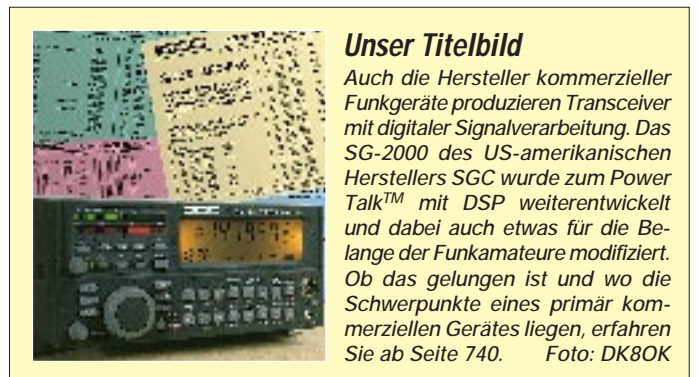 Unser Titelbild
Auch die Hersteller kommerzieller
Funkgeräte produzieren Transceiver
mit digitaler Signalverarbeitung. Das
SG-2000 des US-amerikanischen
Herstellers SGC wurde zum Power
Talk™ mit DSP weiterentwickelt
und dabei auch etwas für die Be-
lange der Funkamateure modifiziert.
Ob das gelungen ist und wo die
Schwerpunkte eines primär kom-
merziellen Gerätes liegen, erfahren
Sie ab Seite 740. Foto: DK8OK